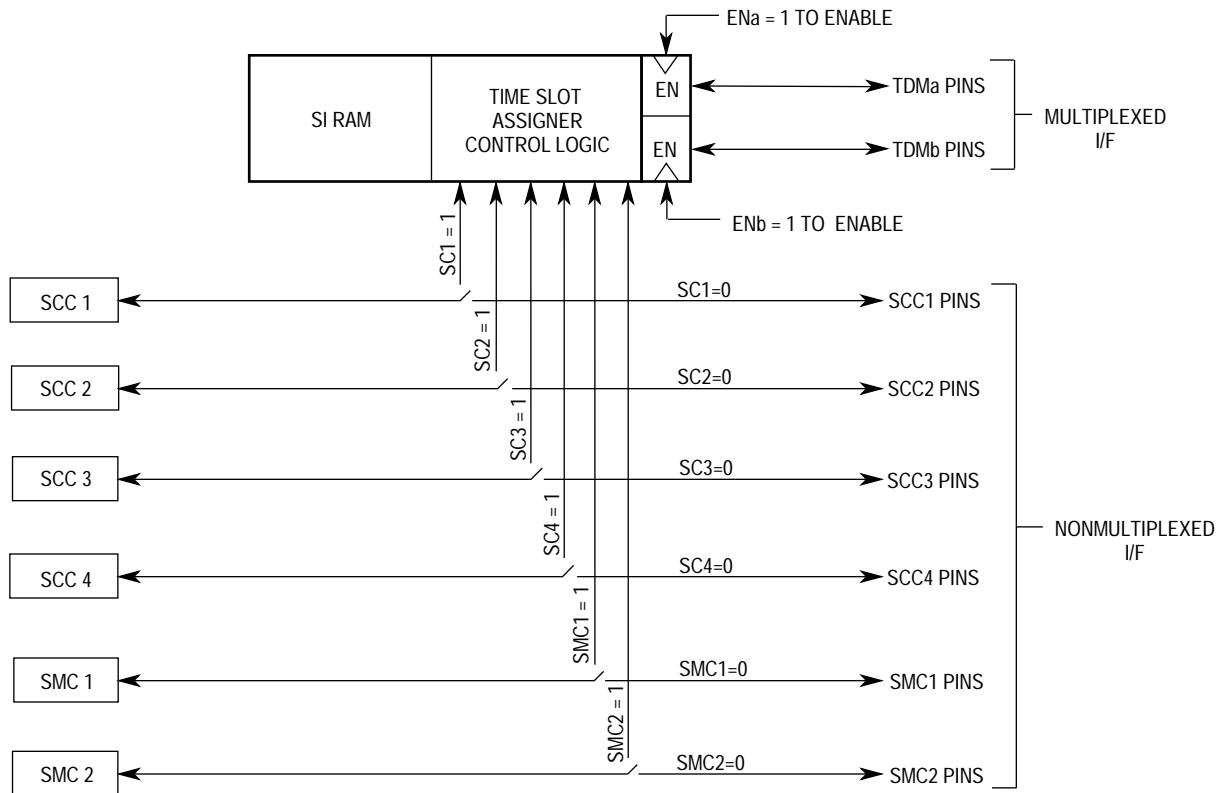 ENa = 1 TO ENABLE
SI RAM
TIME SLOT
ASSIGNER
CONTROL LOGIC
EN
EN
TDMa PINS
TDMb PINS
MULTIPLEXED
I/F
ENb = 1 TO ENABLE
SC1 = 1
SCC 1
SC1=0
SCC1 PINS
SC2 = 1
SCC 2
SC2=0
SCC2 PINS
SC3 = 1
SCC 3
SC3=0
SCC3 PINS
SC4 = 1
NONMULTIPLEXED
I/F
SCC 4
SC4=0
SCC4 PINS
SMC1 = 1
SMC 1
SMC1=0
SMC1 PINS
SMC2 = 1
SMC 2
SMC2=0
SMC2 PINS